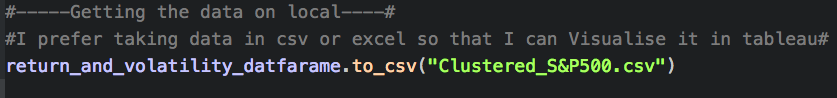 #-----Getting the data on local----#
#I prefer taking data in csv or excel so that I can Visualise it in tableau#
return_and_volatility_datfarame.to_csv("Clustered_S&P500.csv")